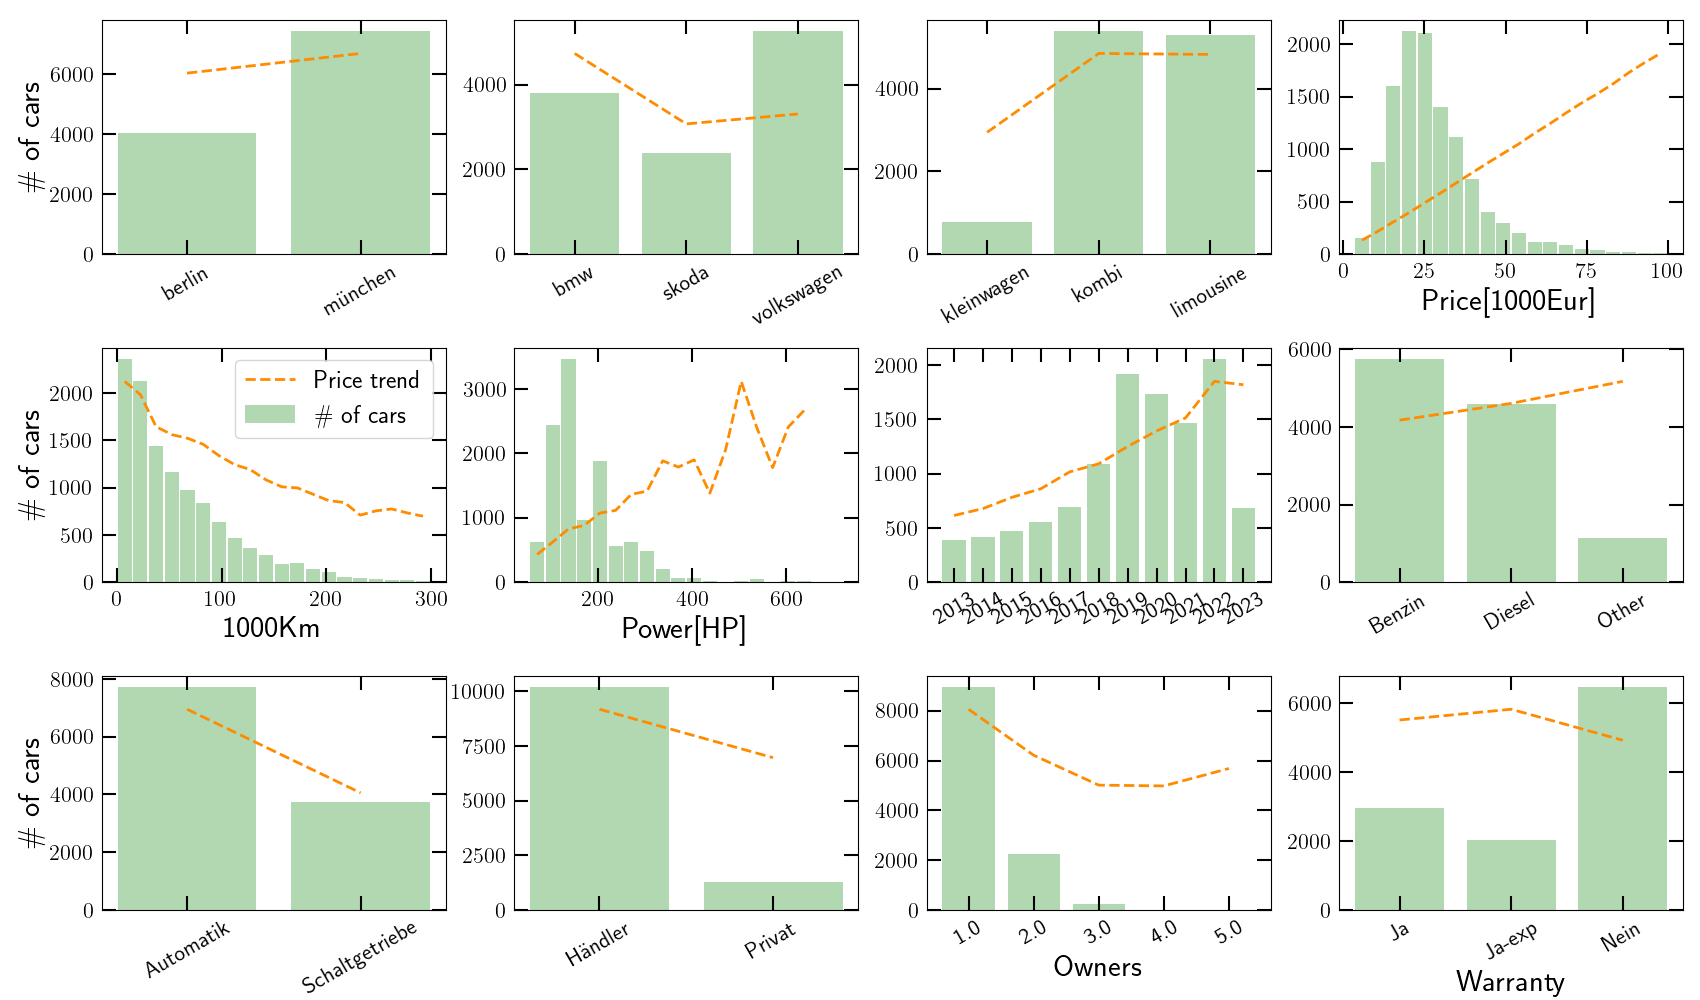 # of cars
6000
4000
2000
0
berlin
münchen
4000
2000
0
bmw
skoda
volkswagen
4000
2000
0
kleinwagen
kombi
limousine
2000
1500
1000
500
0
0 25 50 75 100
Price[1000Eur]
# of cars
2000
1500
1000
500
0
Price trend
# of cars
0 100 200 300
1000Km
3000
2000
1000
0
200 400 600
Power[HP]
2000
1500
1000
500
0
2013
2014
2015
2016
2017
2018
2019
2020
2021
2022
2023
6000
4000
2000
0
Benzin
Diesel
Other
# of cars
8000
6000
4000
2000
0
Automatik
Schaltgetriebe
10000
7500
5000
2500
0
Händler
Privat
8000
6000
4000
2000
0
1.0
2.0
3.0
4.0
5.0
Owners
6000
4000
2000
0
Ja
Ja-exp
Nein
Warranty